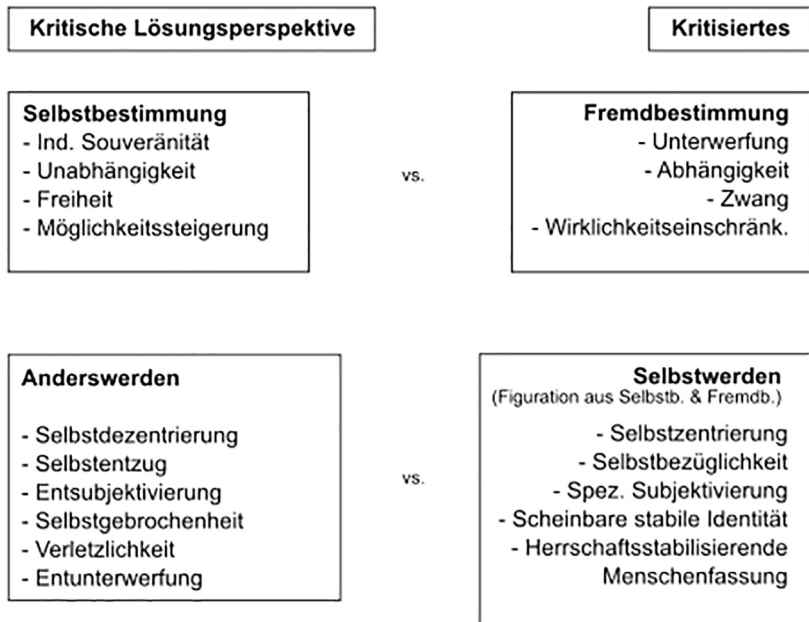 Kritische Lösungsperspektive
Kritisiertes
Selbstbestimmung
- Ind. Souveränität
- Unabhängigkeit
- Freiheit
- Möglichkeitssteigerung
vs.
Fremdbestimmung
- Unterwerfung
- Abhängigkeit
- Zwang
- Wirklichkeitseinschränk.
Anderswerden
- Selbstdezentrierung
- Selbstentzug
- Entsubjektivierung
- Selbstgebrochenheit
- Verletzlichkeit
- Entunterwerfung
vs.
Selbstwerden
(Figuration aus Selbstb. & Fremdb.)
- Selbstzentrierung
- Selbstbezüglichkeit
- Spez. Subjektivierung
- Scheinbare stabile Identität
- Herrschaftsstabilisierende
Menschenfassung